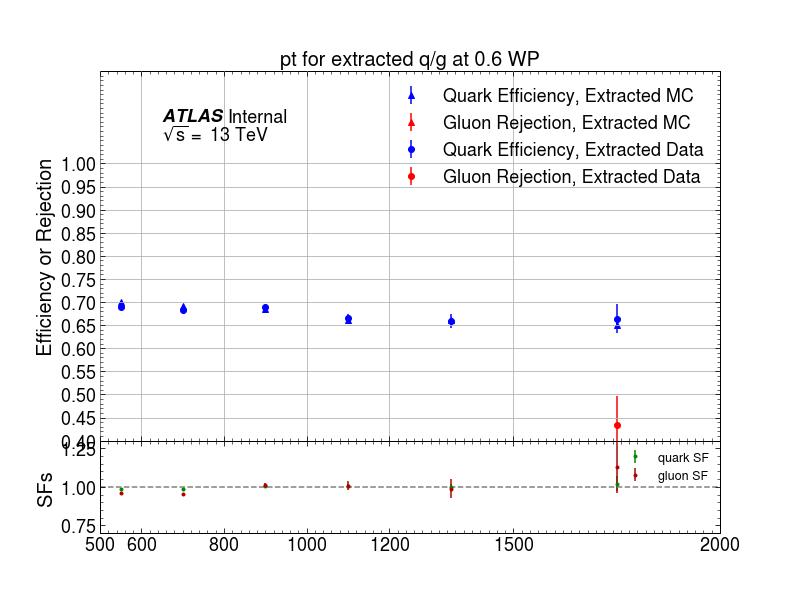 pt for extracted q/g at 0.6 WP
ATLAS Internal
√s = 13 TeV
Quark Efficiency, Extracted MC
Gluon Rejection, Extracted MC
Quark Efficiency, Extracted Data
Gluon Rejection, Extracted Data
Efficiency or Rejection
1.00
0.95
0.90
0.85
0.80
0.75
0.70
0.65
0.60
0.55
0.50
0.45
0.40
SFs
1.25
1.00
0.75
quark SF
gluon SF
500 600 800 1000 1200 1500 2000